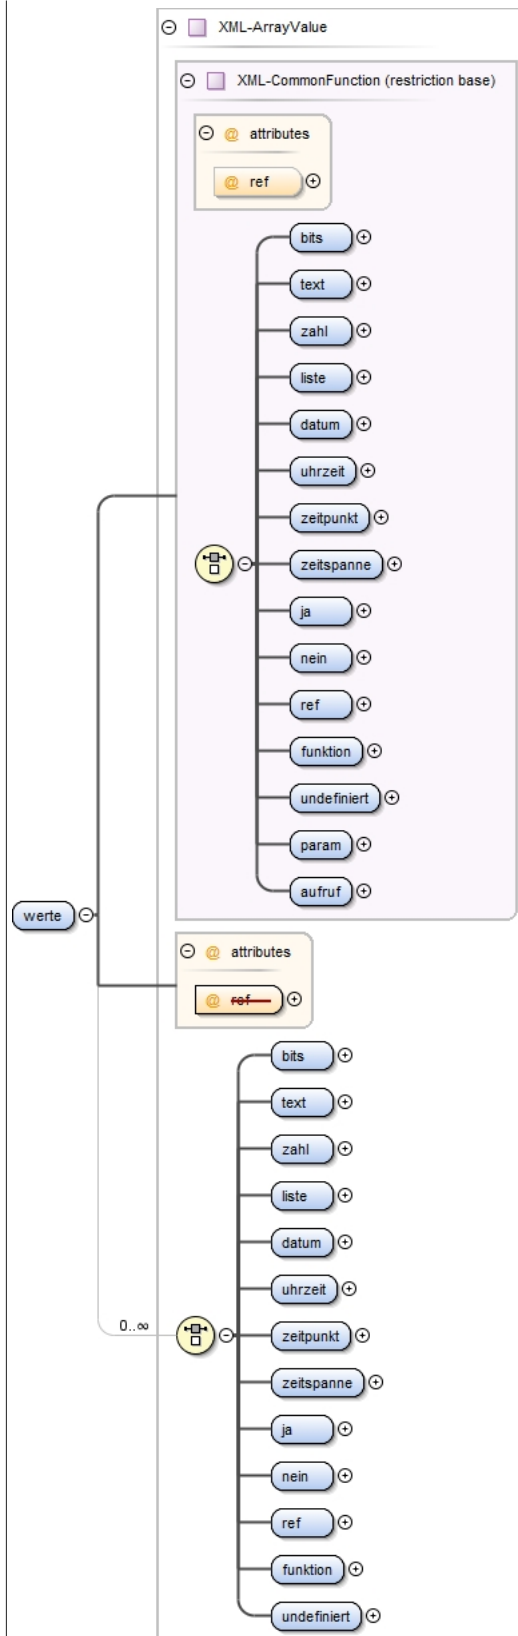 XML-ArrayValue
XML-CommonFunction (restriction base)
@ attributes
@ ref
bits
text
zahl
liste
datum
uhrzeit
zeitpunkt
zeitspanne
ja
nein
ref
funktion
undefiniert
param
aufruf
werte
@ attributes
@ ref
bits
text
zahl
liste
datum
uhrzeit
0..∞
zeitpunkt
zeitspanne
ja
nein
ref
funktion
undefiniert